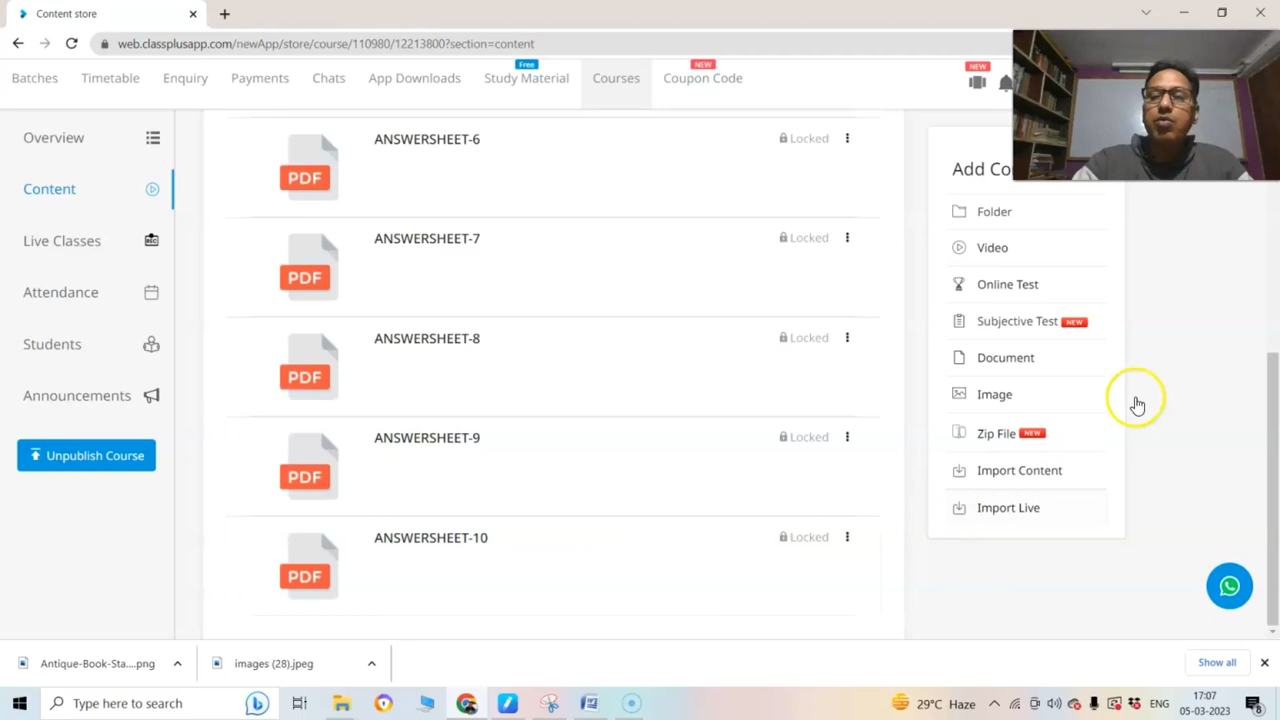 Content store
web.classplusapp.com/newApp/store/course/110980/12213800?section=content
Free
NEW
NEW
Batches
Timetable
Enquiry
Payments
Chats
App Downloads
Study Material
Courses
Coupon Code
Overview
Content
Live Classes
REC
Attendance
Students
Announcements
Unpublish Course
PDF
ANSWERSHEET-6
Locked
PDF
ANSWERSHEET-7
Locked
PDF
ANSWERSHEET-8
Locked
PDF
ANSWERSHEET-9
Locked
PDF
ANSWERSHEET-10
Locked
Add Co
Folder
Video
Online Test
Subjective Test NEW
Document
Image
Zip File NEW
Import Content
Import Live
Antique-Book-Sta....png
images (28).jpeg
Show all
Type here to search
29°C Haze
ENG
17:07
05-03-2023
8